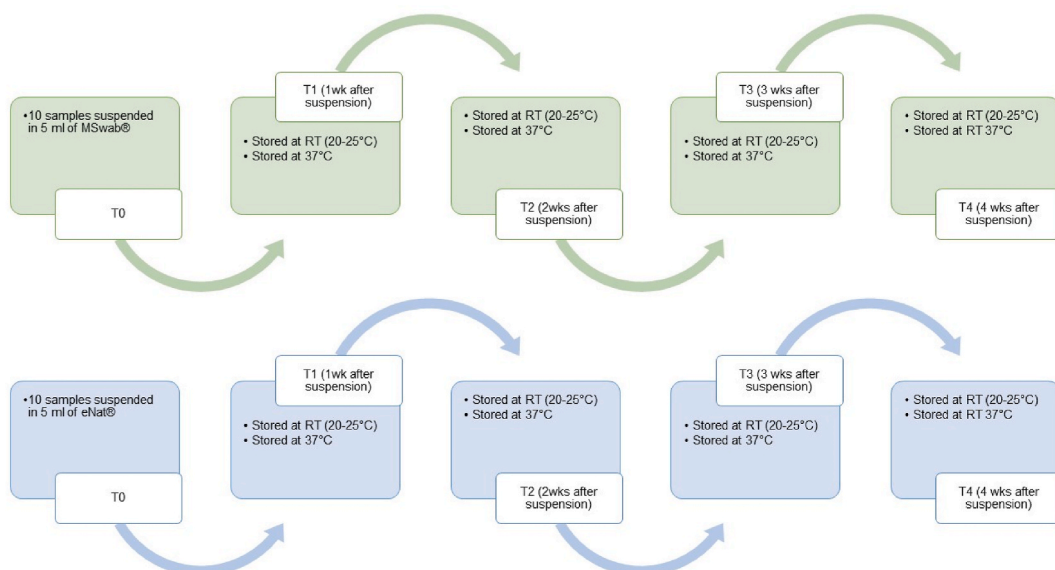 • 10 samples suspended
in 5 ml of MSwab®
T0
T1 (1wk after
suspension)
• Stored at RT (20-25°C)
• Stored at 37°C
• Stored at RT (20-25°C)
• Stored at 37°C
T2 (2wks after
suspension)
T3 (3 wks after
suspension)
• Stored at RT (20-25°C)
• Stored at 37°C
• Stored at RT (20-25°C)
• Stored at RT 37°C
T4 (4 wks after
suspension)
• 10 samples suspended
in 5 ml of eNat®
T0
T1 (1wk after
suspension)
• Stored at RT (20-25°C)
• Stored at 37°C
• Stored at RT (20-25°C)
• Stored at 37°C
T2 (2wks after
suspension)
T3 (3 wks after
suspension)
• Stored at RT (20-25°C)
• Stored at 37°C
• Stored at RT (20-25°C)
• Stored at RT 37°C
T4 (4 wks after
suspension)